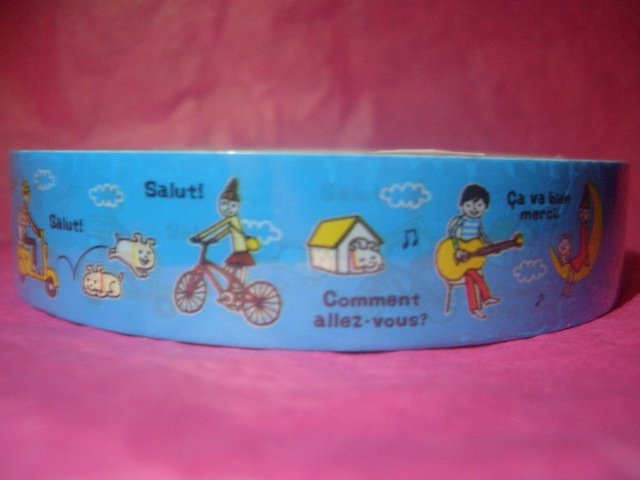 Salut!
Salut!
Comment
allez-vous?
Ça va bien
merci.